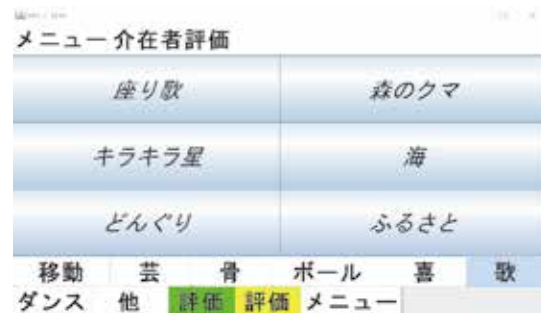 メニュー 介在者評価
座り歌 森のクマ
キラキラ星 海
どんぐり ふるさと
移動 芸 骨 ボール 喜 歌
ダンス 他 評価 評価 メニュー